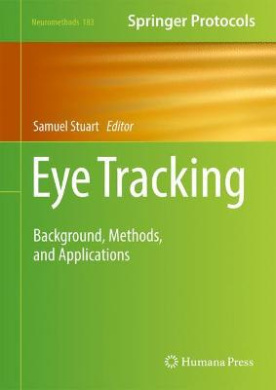 Neuromethods 183
Springer Protocols
Samuel Stuart Editor
Eye Tracking
Background, Methods,
and Applications
Humana Press